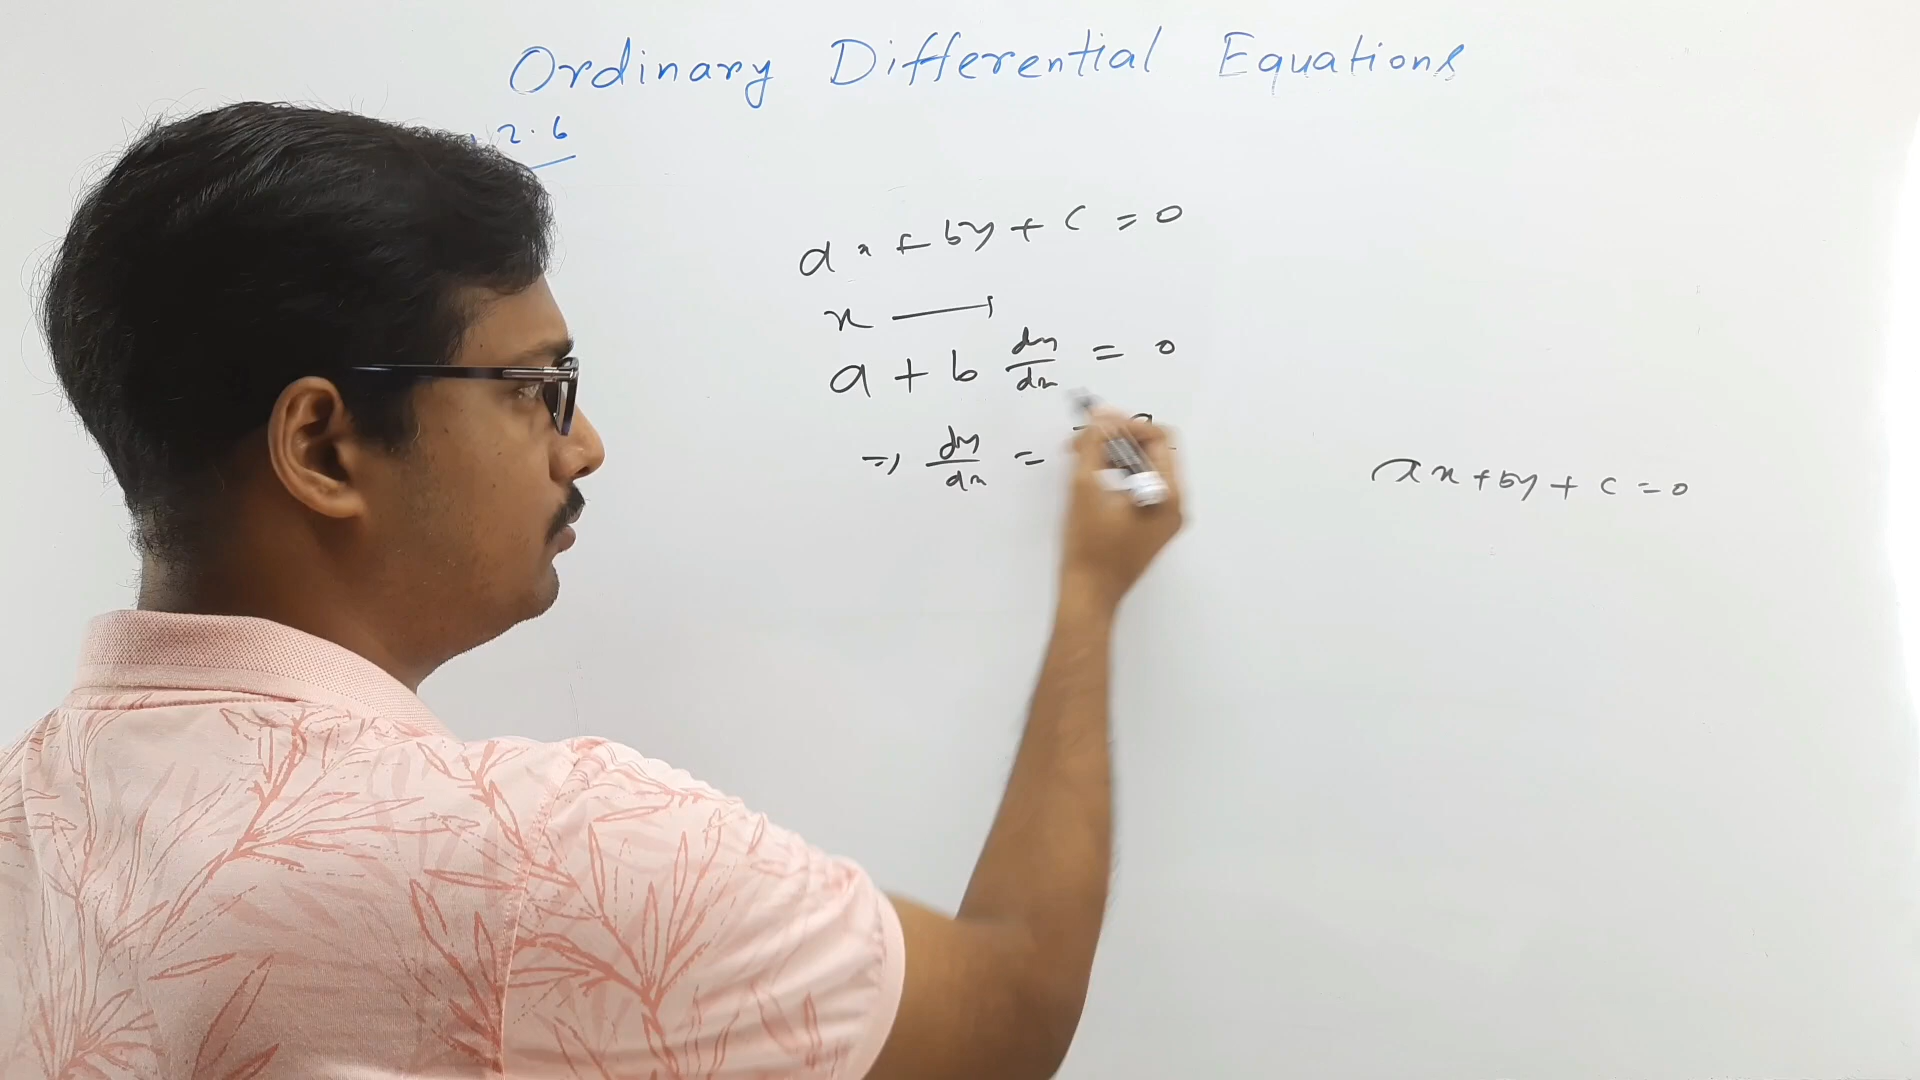 Ordinary Differential Equations
2.6
ax + by + c = 0
x ⟶
a + b dy/dx = 0
⇒ dy/dx = - a
ax + by + c = 0